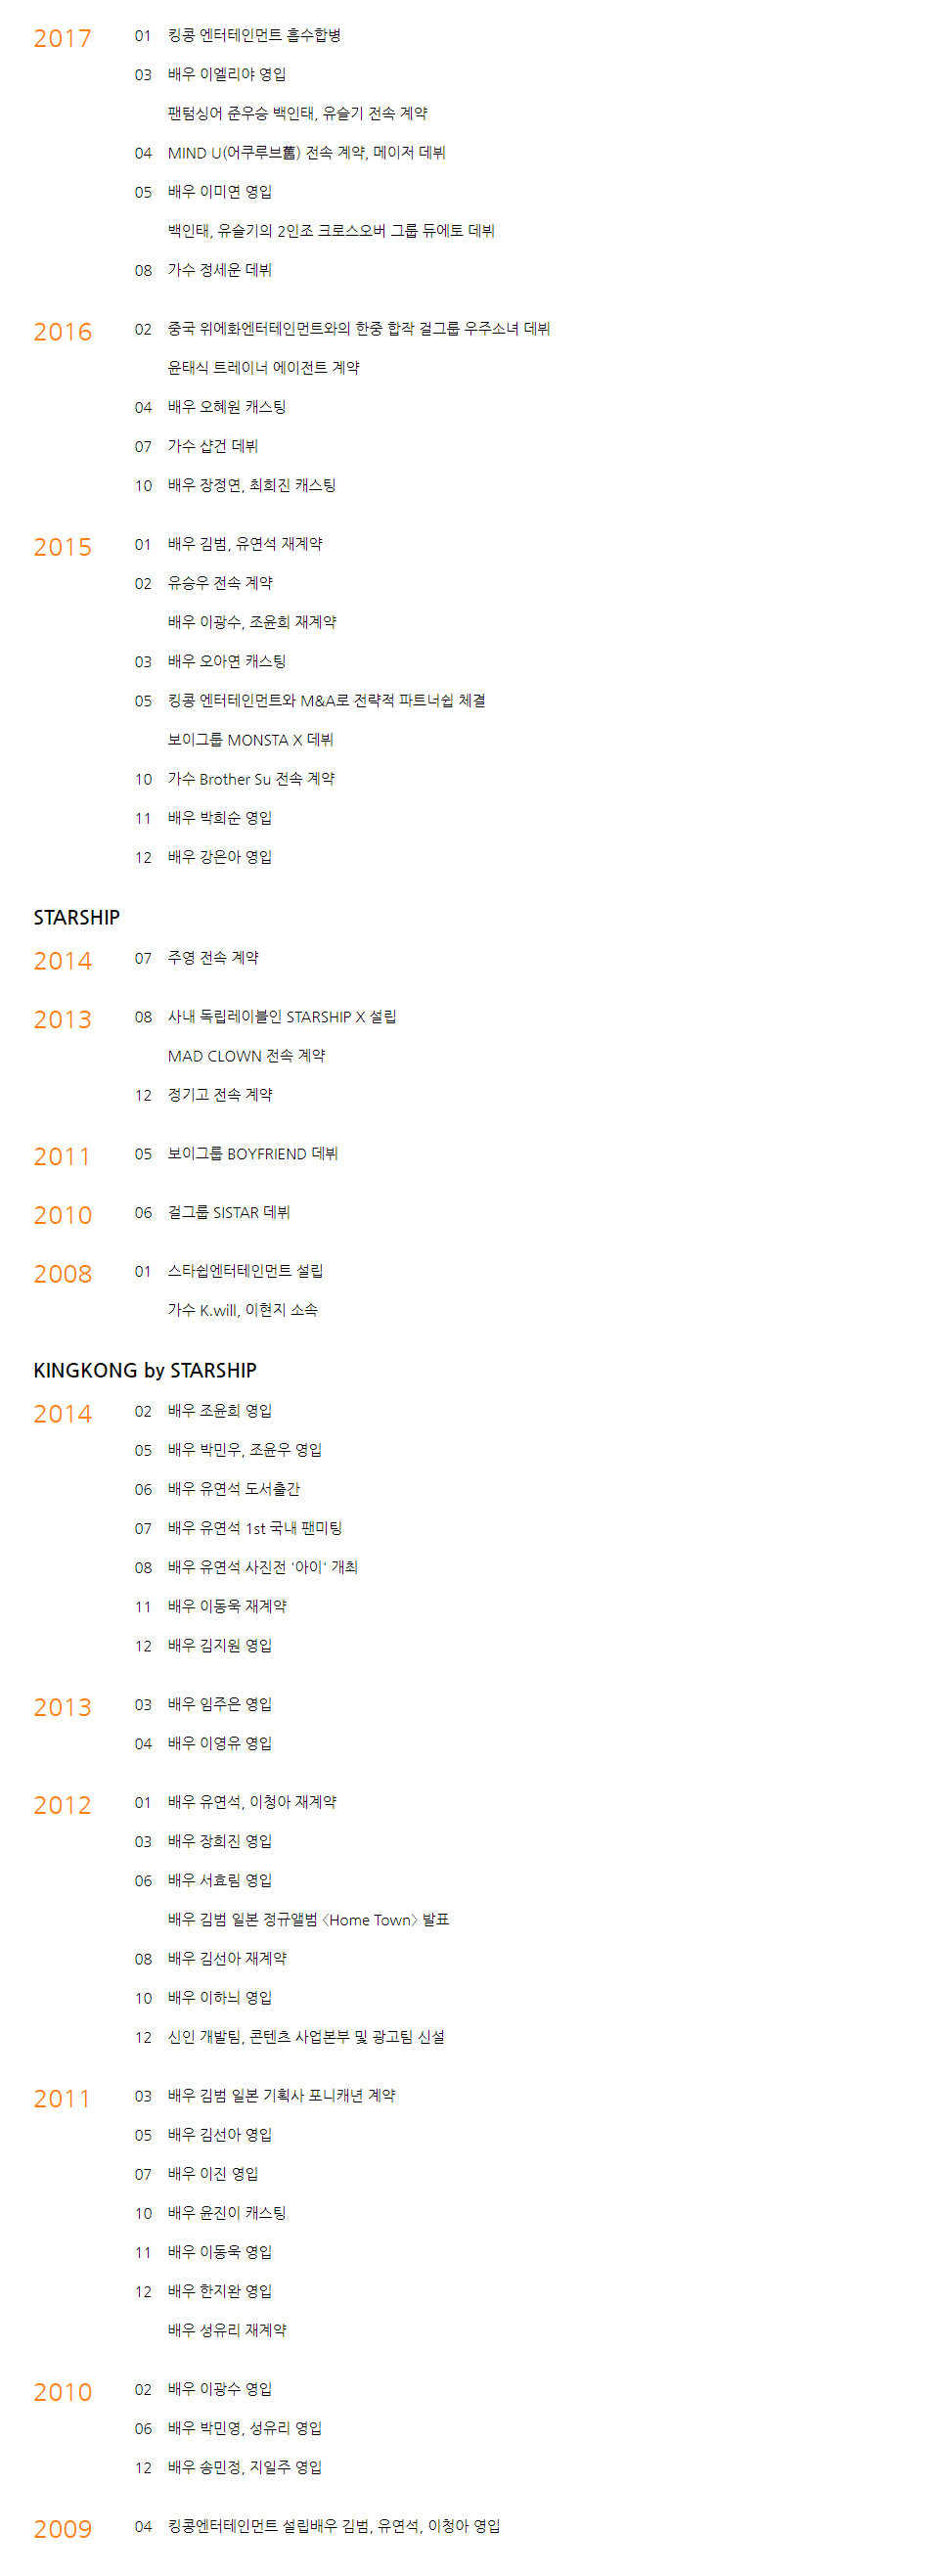 2017 01 킹콩 엔터테인먼트 흡수합병
03 배우 이엘리야 영입
팬텀싱어 준우승 백인태, 유슬기 전속 계약
04 MIND U(어쿠루브舊) 전속 계약, 메이저 데뷔
05 배우 이미연 영입
백인태, 유슬기의 2인조 크로스오버 그룹 듀에토 데뷔
08 가수 정세운 데뷔
2016 02 중국 위에화엔터테인먼트와의 한중 합작 걸그룹 우주소녀 데뷔
윤태식 트레이너 에이전트 계약
04 배우 오혜원 캐스팅
07 가수 샵건 데뷔
10 배우 장정연, 최희진 캐스팅
2015 01 배우 김범, 유연석 재계약
02 유승우 전속 계약
배우 이광수, 조윤희 재계약
03 배우 오아연 캐스팅
05 킹콩 엔터테인먼트와 M&A로 전략적 파트너쉽 체결
보이그룹 MONSTA X 데뷔
10 가수 Brother Su 전속 계약
11 배우 박희순 영입
12 배우 강은아 영입
STARSHIP
2014 07 주영 전속 계약
2013 08 사내 독립레이블인 STARSHIP X 설립
MAD CLOWN 전속 계약
12 정기고 전속 계약
2011 05 보이그룹 BOYFRIEND 데뷔
2010 06 걸그룹 SISTAR 데뷔
2008 01 스타쉽엔터테인먼트 설립
가수 K.will, 이현지 소속
KINGKONG by STARSHIP
2014 02 배우 조윤희 영입
05 배우 박민우, 조윤우 영입
06 배우 유연석 도서출간
07 배우 유연석 1st 국내 팬미팅
08 배우 유연석 사진전 '아이' 개최
11 배우 이동욱 재계약
12 배우 김지원 영입
2013 03 배우 임주은 영입
04 배우 이영유 영입
2012 01 배우 유연석, 이청아 재계약
03 배우 장희진 영입
06 배우 서효림 영입
배우 김범 일본 정규앨범 〈Home Town〉 발표
08 배우 김선아 재계약
10 배우 이하늬 영입
12 신인 개발팀, 콘텐츠 사업본부 및 광고팀 신설
2011 03 배우 김범 일본 기획사 포니캐년 계약
05 배우 김선아 영입
07 배우 이진 영입
10 배우 윤진이 캐스팅
11 배우 이동욱 영입
12 배우 한지완 영입
배우 성유리 재계약
2010 02 배우 이광수 영입
06 배우 박민영, 성유리 영입
12 배우 송민정, 지일주 영입
2009 04 킹콩엔터테인먼트 설립배우 김범, 유연석, 이청아 영입